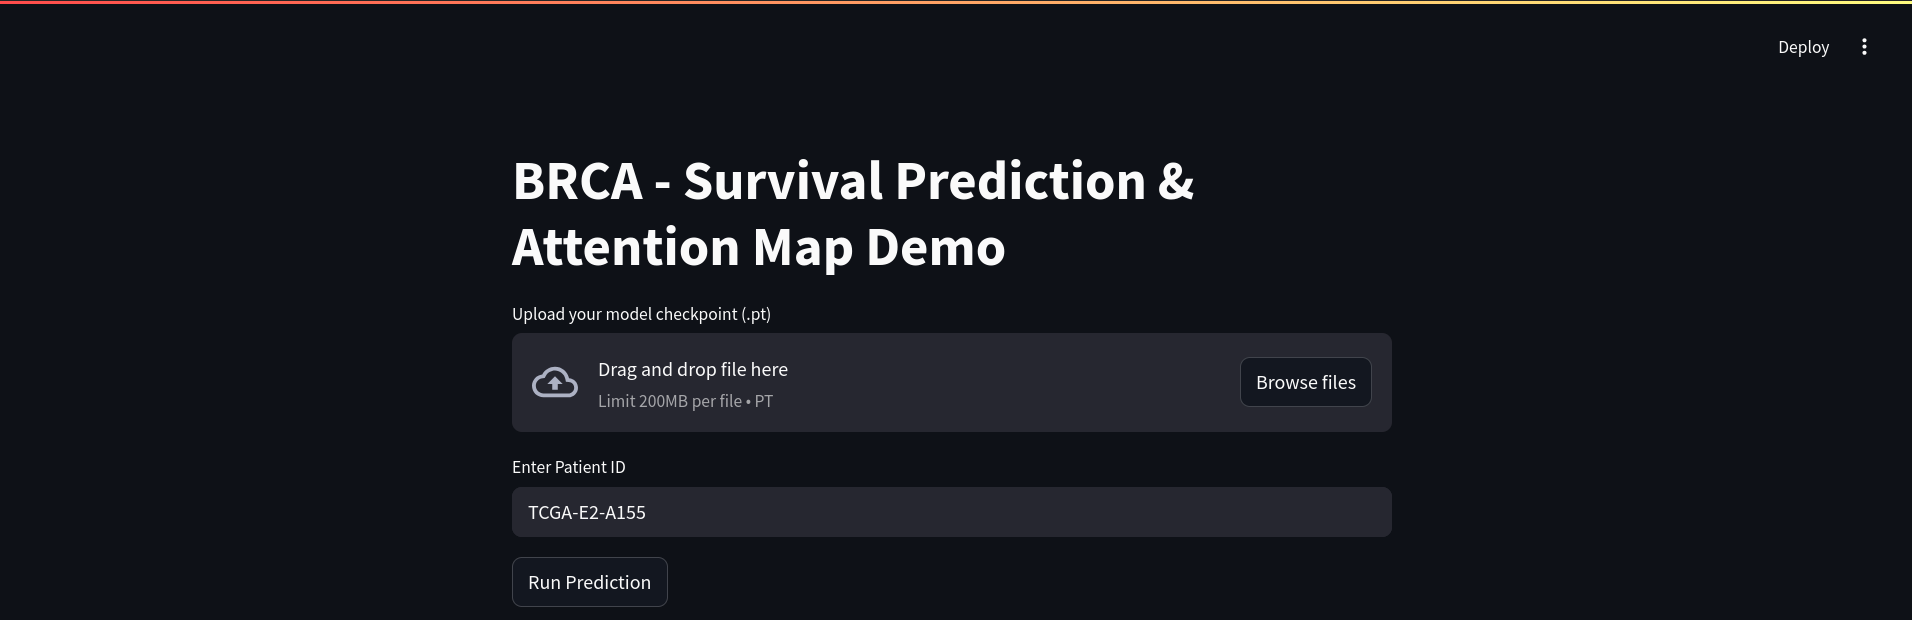 Deploy
BRCA - Survival Prediction &
Attention Map Demo
Upload your model checkpoint (.pt)
Drag and drop file here
Limit 200MB per file • PT
Browse files
Enter Patient ID
TCGA-E2-A155
Run Prediction